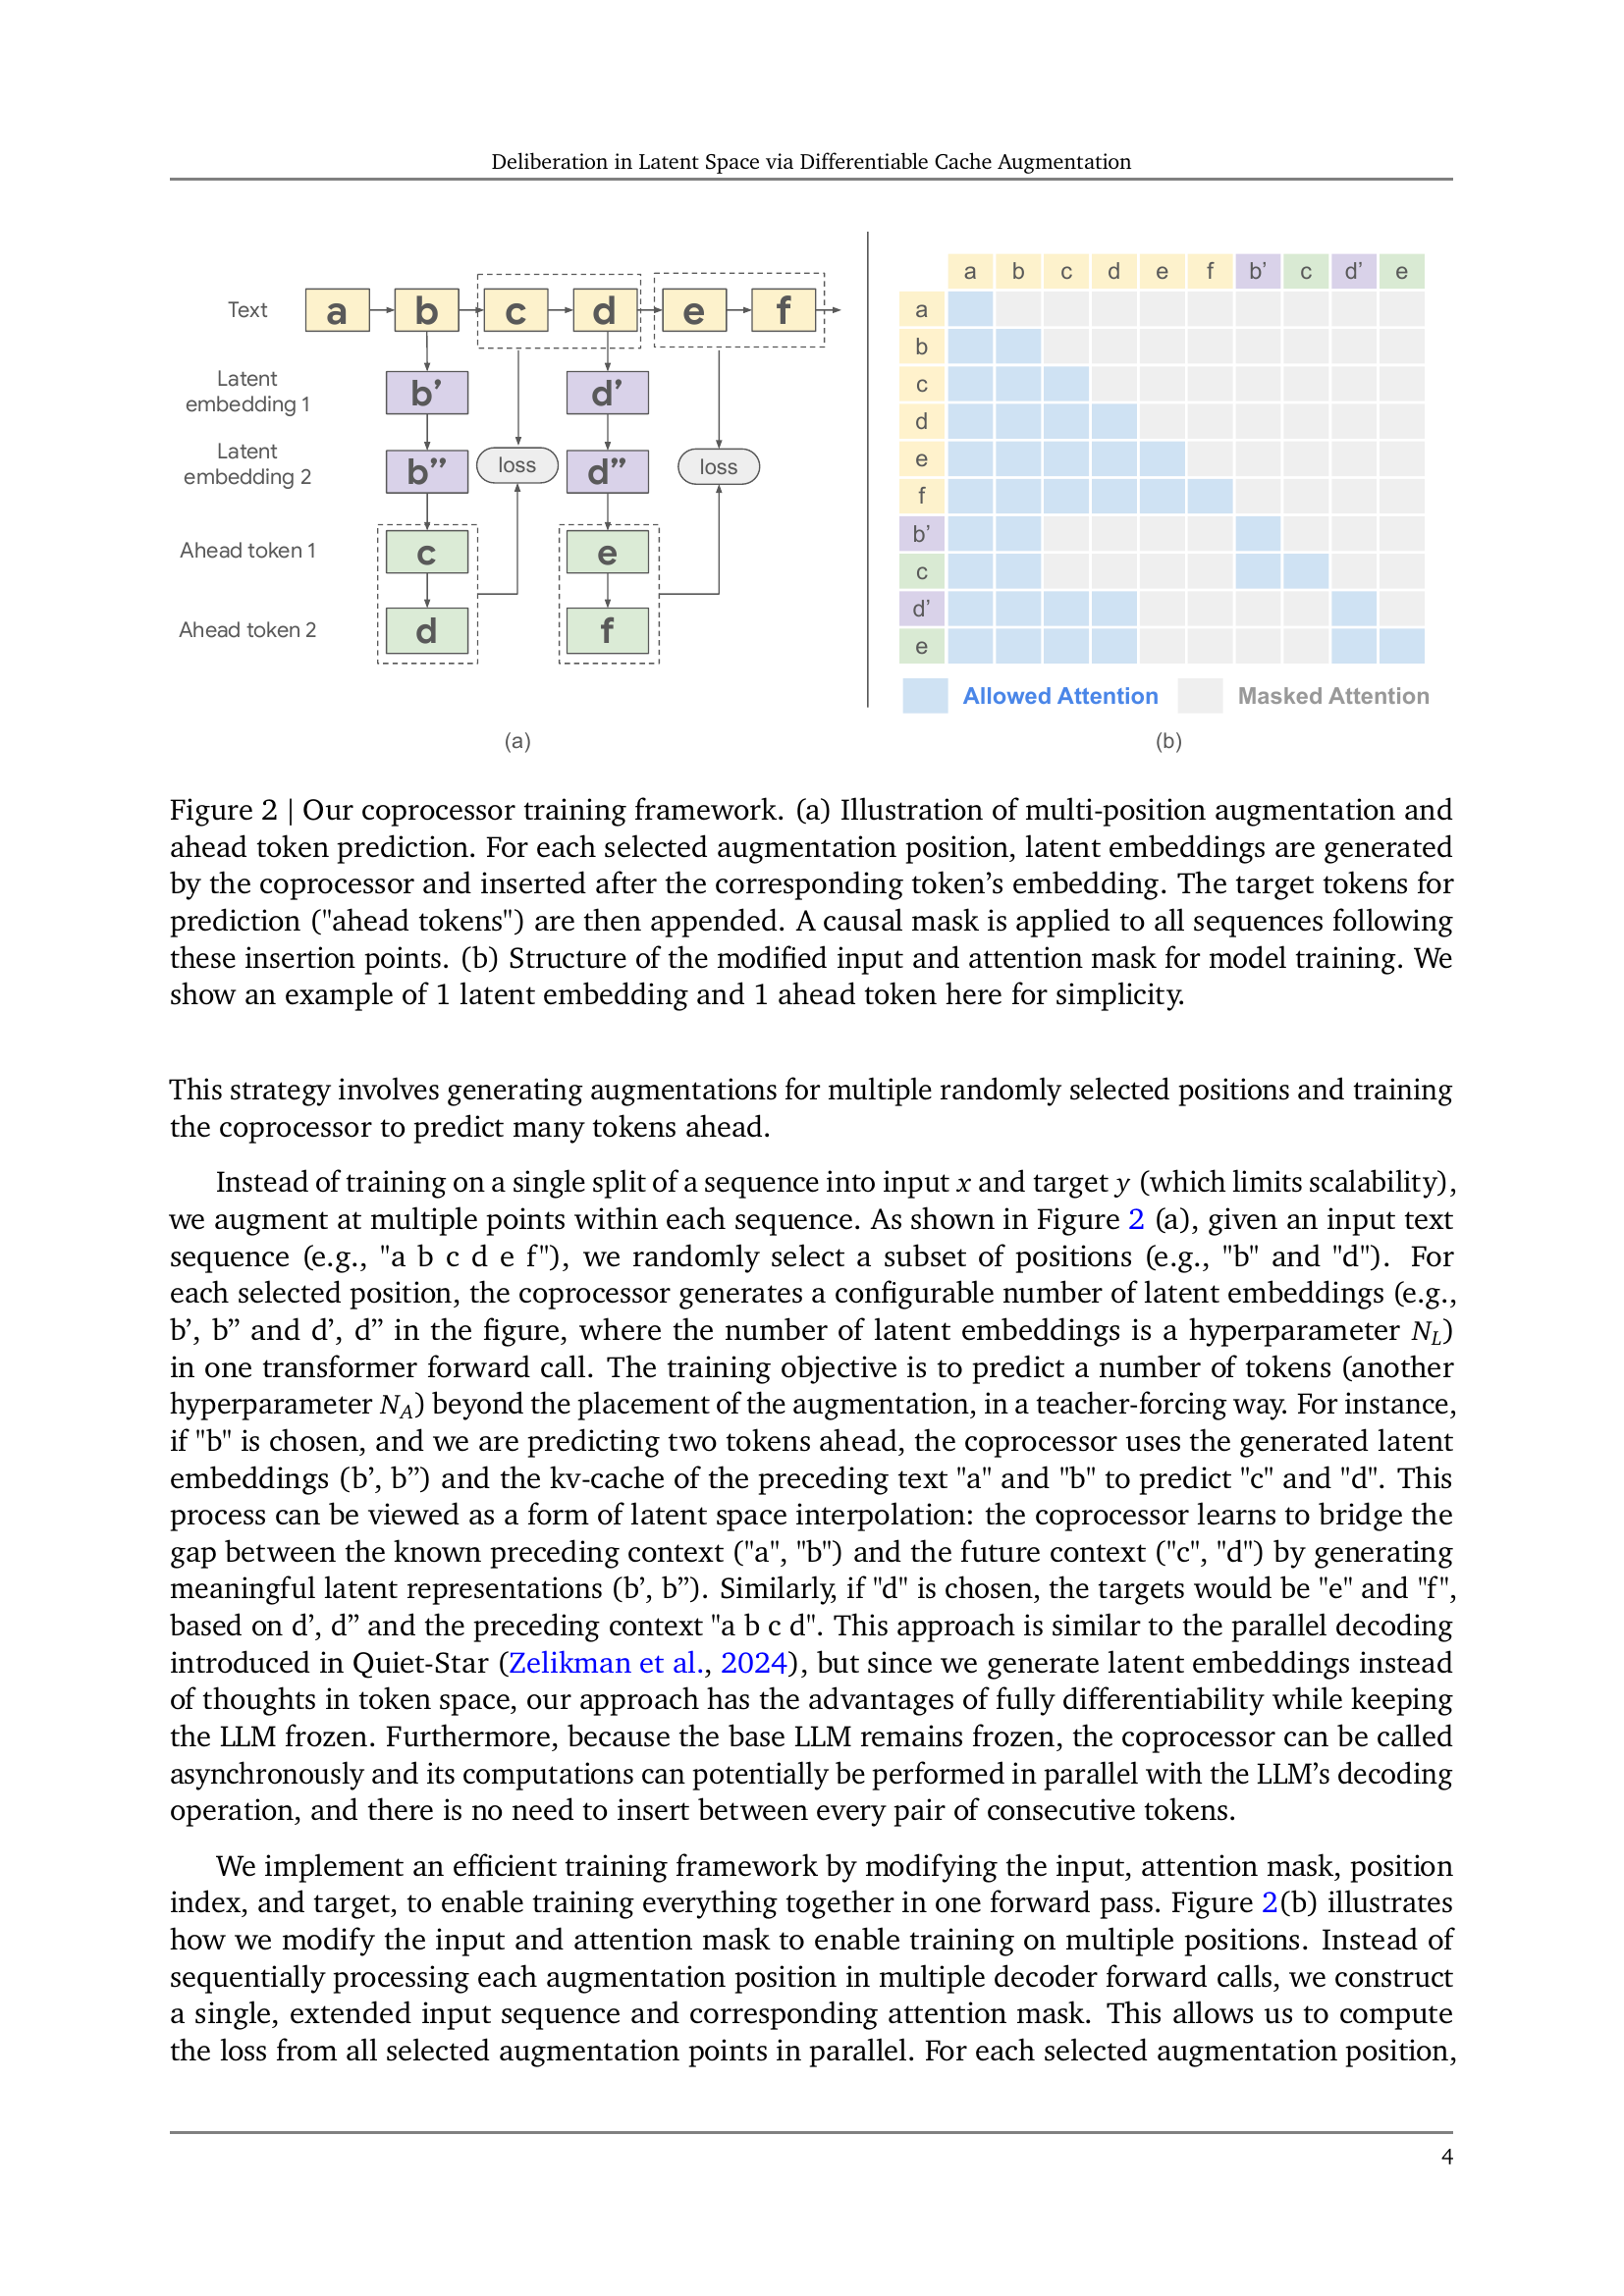 Deliberation in Latent Space via Differentiable Cache Augmentation
Text
a
b
c
d
e
f
Latent
embedding 1
b’
d’
Latent
embedding 2
b”
loss
d”
loss
Ahead token 1
c
e
Ahead token 2
d
f
(a)
a b c d e f b’ c d’ e
a
b
c
d
e
f
b’
c
d’
e
Allowed Attention
Masked Attention
(b)
Figure 2 | Our coprocessor training framework. (a) Illustration of multi-position augmentation and
ahead token prediction. For each selected augmentation position, latent embeddings are generated
by the coprocessor and inserted after the corresponding token’s embedding. The target tokens for
prediction ("ahead tokens") are then appended. A causal mask is applied to all sequences following
these insertion points. (b) Structure of the modified input and attention mask for model training. We
show an example of 1 latent embedding and 1 ahead token here for simplicity.
This strategy involves generating augmentations for multiple randomly selected positions and training
the coprocessor to predict many tokens ahead.
Instead of training on a single split of a sequence into input x and target y (which limits scalability),
we augment at multiple points within each sequence. As shown in Figure 2 (a), given an input text
sequence (e.g., "a b c d e f"), we randomly select a subset of positions (e.g., "b" and "d"). For
each selected position, the coprocessor generates a configurable number of latent embeddings (e.g.,
b’, b” and d’, d” in the figure, where the number of latent embeddings is a hyperparameter N_L)
in one transformer forward call. The training objective is to predict a number of tokens (another
hyperparameter N_A) beyond the placement of the augmentation, in a teacher-forcing way. For instance,
if "b" is chosen, and we are predicting two tokens ahead, the coprocessor uses the generated latent
embeddings (b’, b”) and the kv-cache of the preceding text "a" and "b" to predict "c" and "d". This
process can be viewed as a form of latent space interpolation: the coprocessor learns to bridge the
gap between the known preceding context ("a", "b") and the future context ("c", "d") by generating
meaningful latent representations (b’, b”). Similarly, if "d" is chosen, the targets would be "e" and "f",
based on d’, d” and the preceding context "a b c d". This approach is similar to the parallel decoding
introduced in Quiet-Star (Zelikman et al., 2024), but since we generate latent embeddings instead
of thoughts in token space, our approach has the advantages of fully differentiability while keeping
the LLM frozen. Furthermore, because the base LLM remains frozen, the coprocessor can be called
asynchronously and its computations can potentially be performed in parallel with the LLM’s decoding
operation, and there is no need to insert between every pair of consecutive tokens.
We implement an efficient training framework by modifying the input, attention mask, position
index, and target, to enable training everything together in one forward pass. Figure 2(b) illustrates
how we modify the input and attention mask to enable training on multiple positions. Instead of
sequentially processing each augmentation position in multiple decoder forward calls, we construct
a single, extended input sequence and corresponding attention mask. This allows us to compute
the loss from all selected augmentation points in parallel. For each selected augmentation position,
4